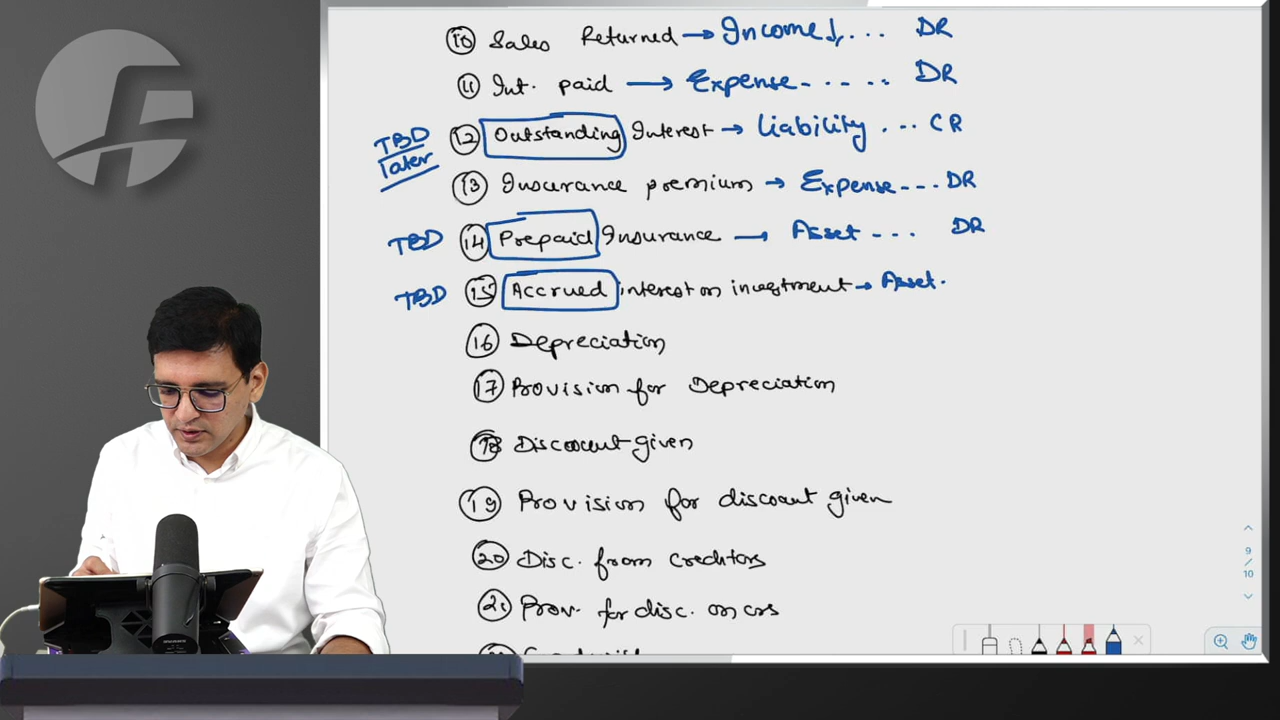 10 Sales Returned → Income↓ ... DR
11 Int. paid → Expense- - - - .. DR
TBD later 12 Outstanding Interest → Liability ... CR
13 Insurance premium → Expense--- DR
TBD 14 Prepaid Insurance → Asset - - - DR
TBD 15 Accrued interest on investment → Asset.
16 Depreciation
17 Provision for Depreciation
18 Discount given
19 Provision for discount given
20 Disc. from creditors
21 Prov. for disc. on crs
9
/
10